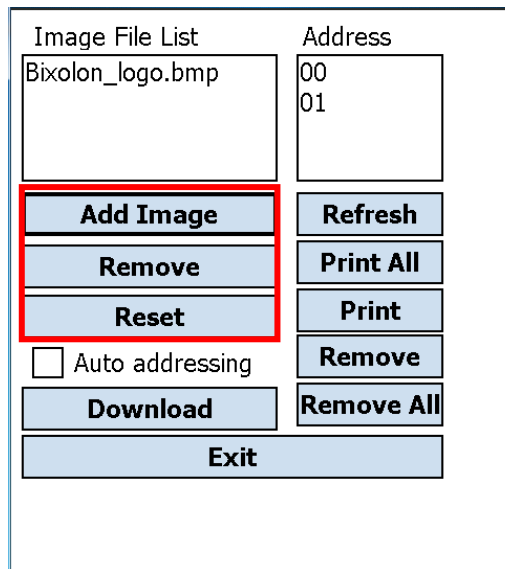 Image File List
Address
Bixolon_logo.bmp
00
01
Add Image
Refresh
Remove
Print All
Reset
Print
Auto addressing
Remove
Download
Remove All
Exit